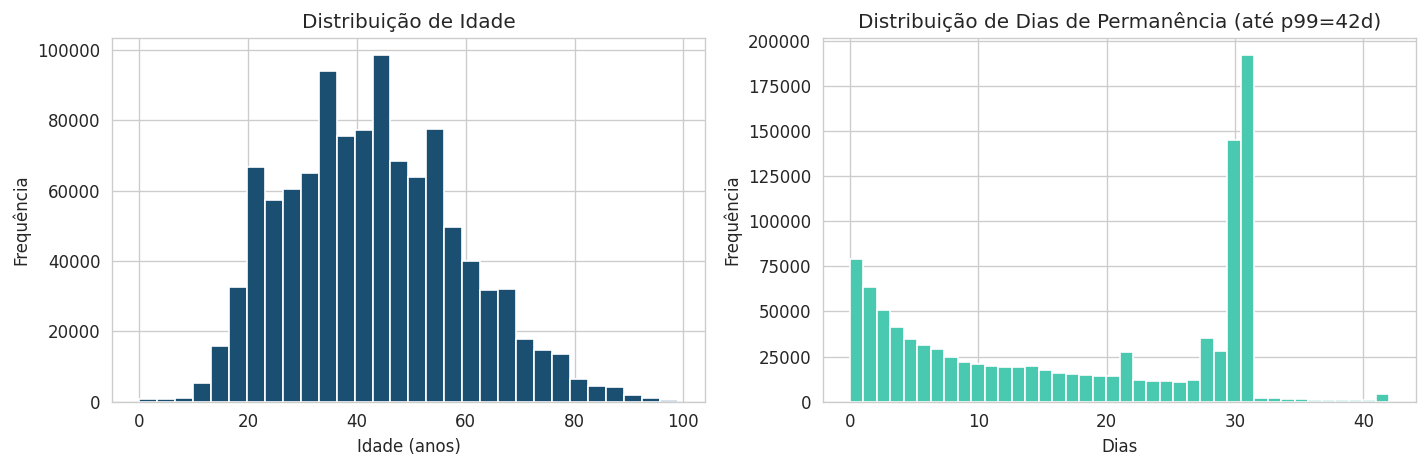 Distribuição de Idade
100000
80000
60000
40000
20000
0
Frequência
0 20 40 60 80 100
Idade (anos)
Distribuição de Dias de Permanência (até p99=42d)
200000
175000
150000
125000
100000
75000
50000
25000
0
Frequência
0 10 20 30 40
Dias